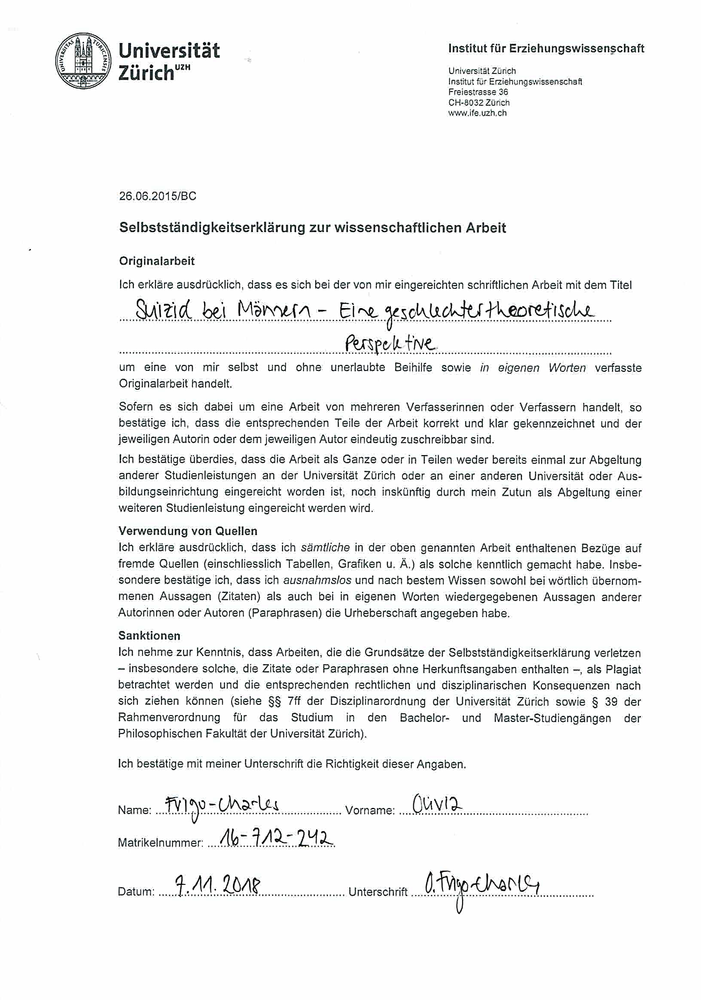 UNIVERSITAS TURICENSIS
MDCCC XXXIII
Universität
Zürich UZH
Institut für Erziehungswissenschaft
Universität Zürich
Institut für Erziehungswissenschaft
Freiestrasse 36
CH-8032 Zürich
www.ife.uzh.ch
26.06.2015/BC
Selbstständigkeitserklärung zur wissenschaftlichen Arbeit
Originalarbeit
Ich erkläre ausdrücklich, dass es sich bei der von mir eingereichten schriftlichen Arbeit mit dem Titel
Suizid bei Männern - Eine geschlechtertheoretische
Perspektive
um eine von mir selbst und ohne unerlaubte Beihilfe sowie in eigenen Worten verfasste
Originalarbeit handelt.
Sofern es sich dabei um eine Arbeit von mehreren Verfasserinnen oder Verfassern handelt, so
bestätige ich, dass die entsprechenden Teile der Arbeit korrekt und klar gekennzeichnet und der
jeweiligen Autorin oder dem jeweiligen Autor eindeutig zuschreibbar sind.
Ich bestätige überdies, dass die Arbeit als Ganze oder in Teilen weder bereits einmal zur Abgeltung
anderer Studienleistungen an der Universität Zürich oder an einer anderen Universität oder Aus-
bildungseinrichtung eingereicht worden ist, noch inskünftig durch mein Zutun als Abgeltung einer
weiteren Studienleistung eingereicht werden wird.
Verwendung von Quellen
Ich erkläre ausdrücklich, dass ich sämtliche in der oben genannten Arbeit enthaltenen Bezüge auf
fremde Quellen (einschliesslich Tabellen, Grafiken u. Ä.) als solche kenntlich gemacht habe. Insbe-
sondere bestätige ich, dass ich ausnahmslos und nach bestem Wissen sowohl bei wörtlich übernom-
menen Aussagen (Zitaten) als auch bei in eigenen Worten wiedergegebenen Aussagen anderer
Autorinnen oder Autoren (Paraphrasen) die Urheberschaft angegeben habe.
Sanktionen
Ich nehme zur Kenntnis, dass Arbeiten, die die Grundsätze der Selbstständigkeitserklärung verletzen
– insbesondere solche, die Zitate oder Paraphrasen ohne Herkunftsangaben enthalten –, als Plagiat
betrachtet werden und die entsprechenden rechtlichen und disziplinarischen Konsequenzen nach
sich ziehen können (siehe §§ 7ff der Disziplinarordnung der Universität Zürich sowie § 39 der
Rahmenverordnung für das Studium in den Bachelor- und Master-Studiengängen der
Philosophischen Fakultät der Universität Zürich).
Ich bestätige mit meiner Unterschrift die Richtigkeit dieser Angaben.
Name: Frigo-Charles Vorname: Olivia
Matrikelnummer: 16-712-242
Datum: 7.11.2018 Unterschrift O. Frigo-Charles